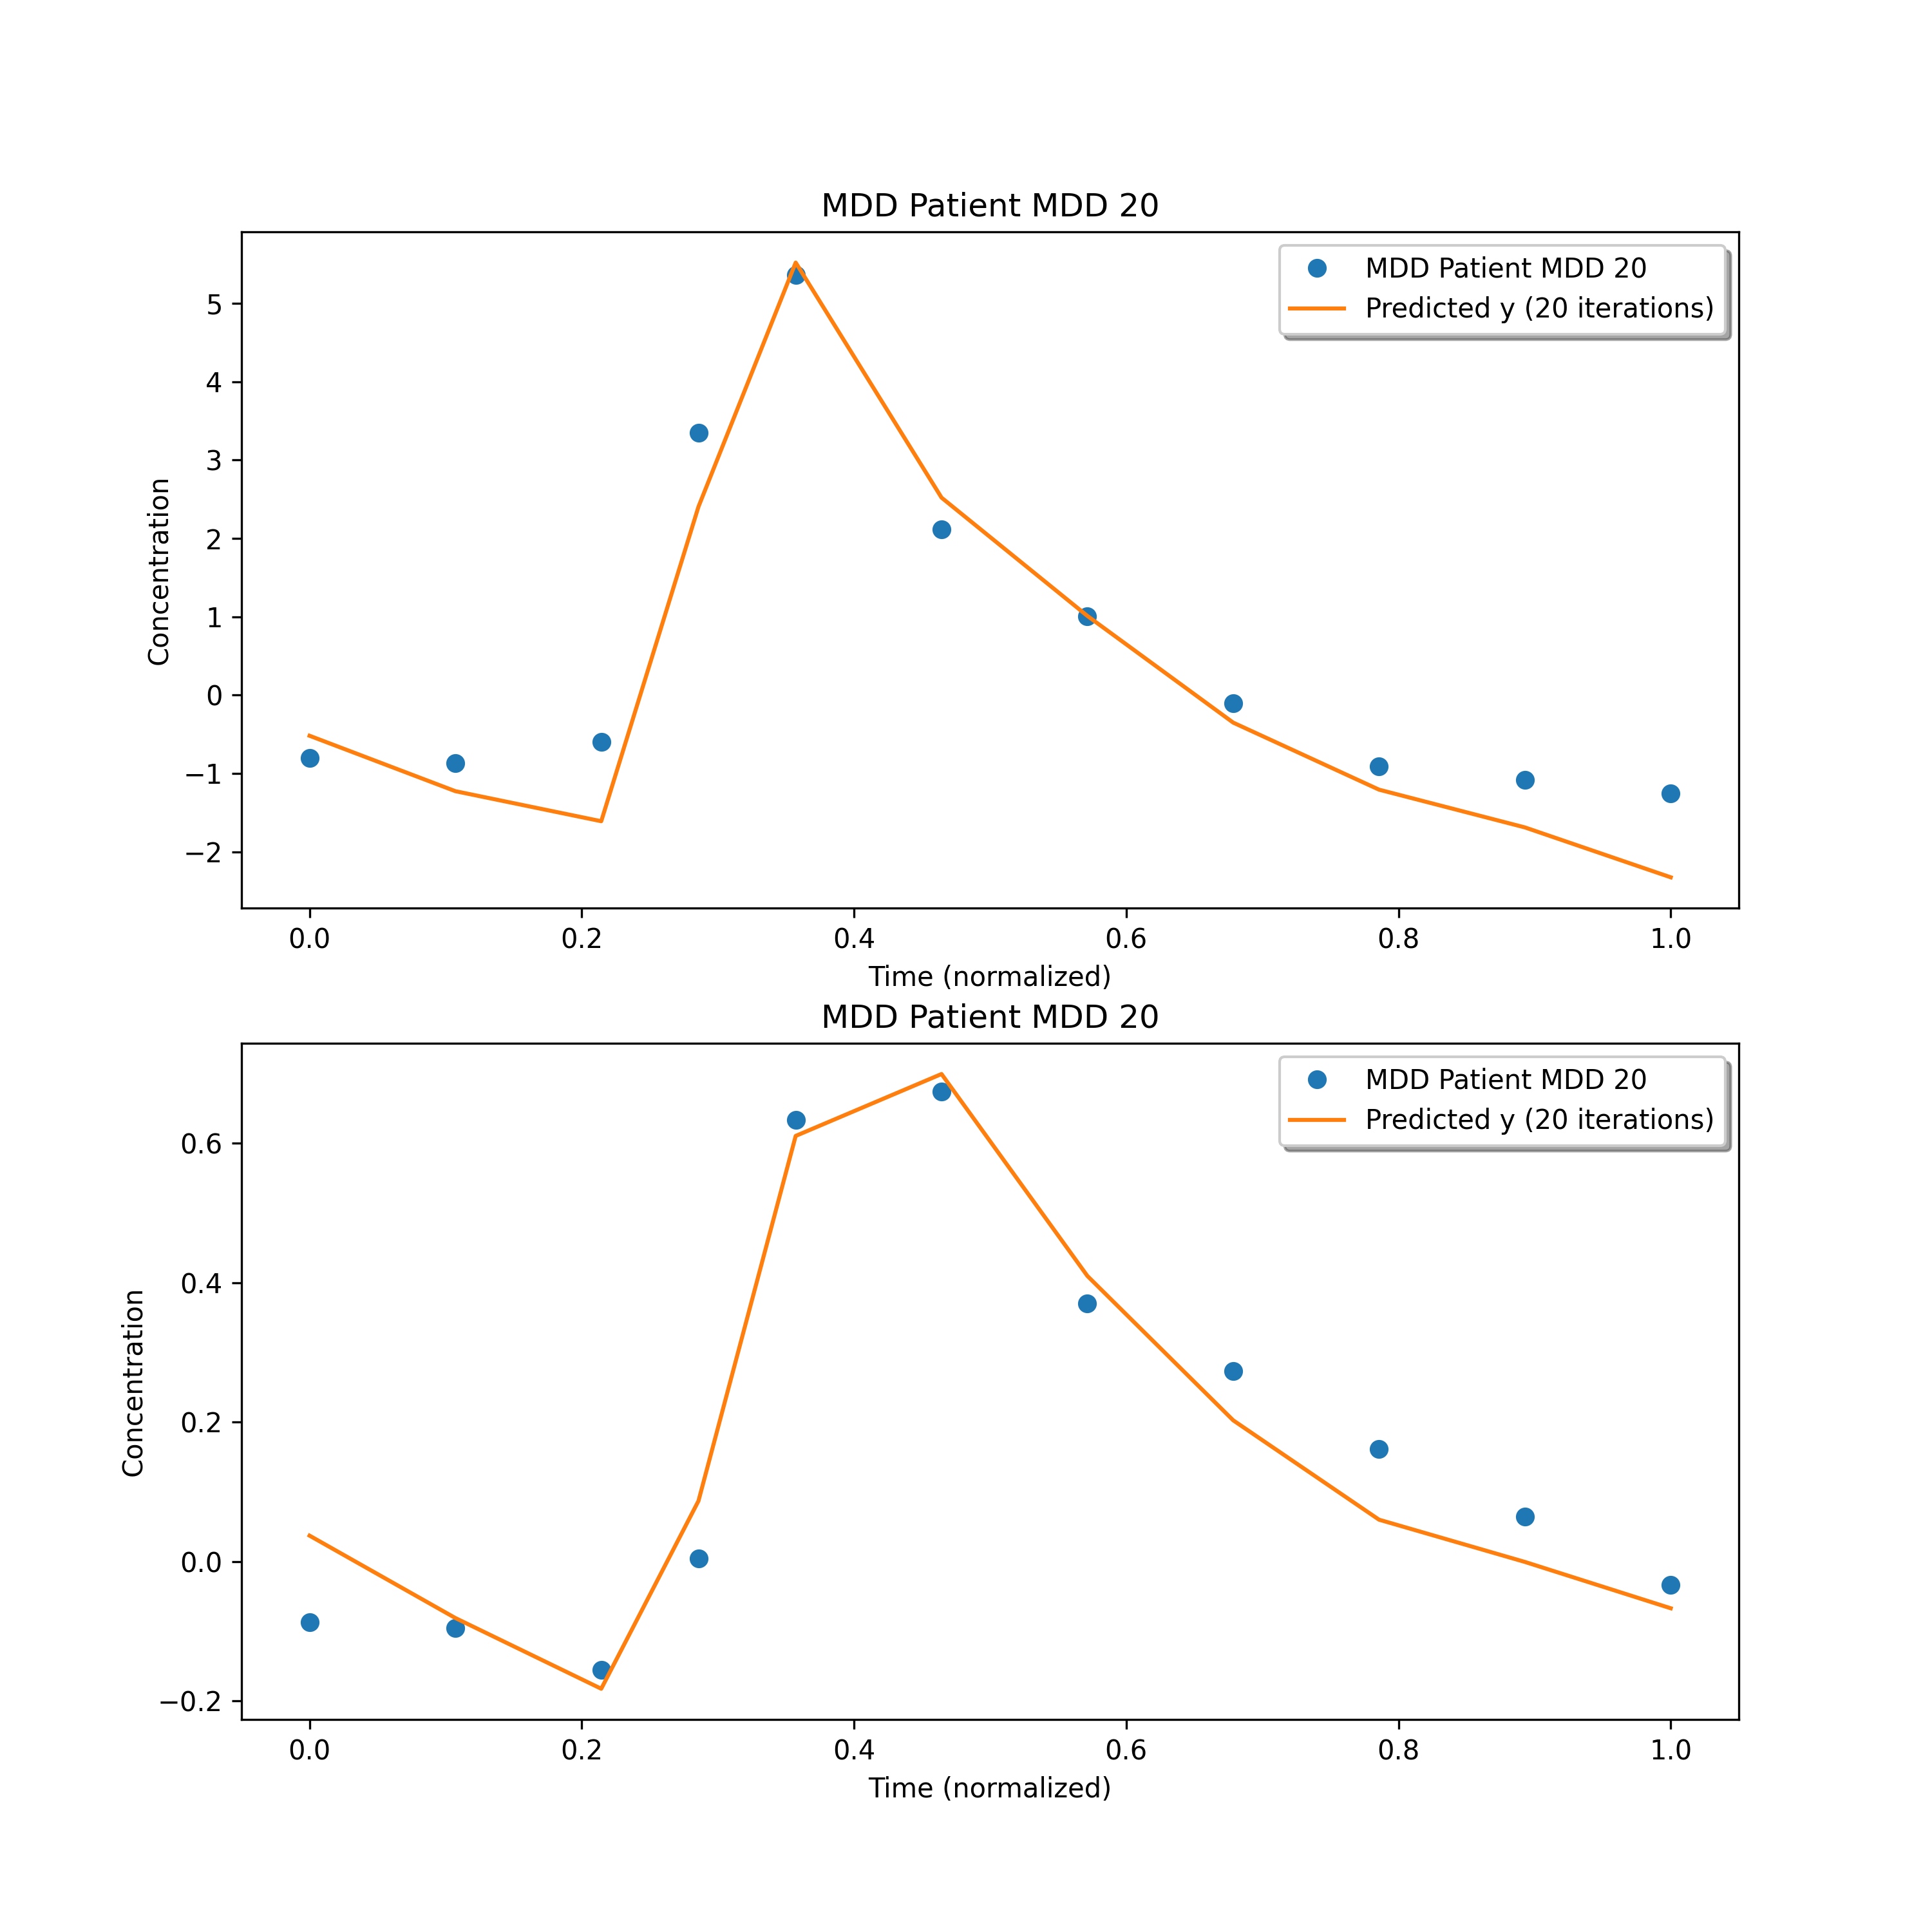 MDD Patient MDD 20
MDD Patient MDD 20
Predicted y (20 iterations)
5
4
3
2
1
0
−1
−2
Concentration
0.0 0.2 0.4 0.6 0.8 1.0
Time (normalized)
MDD Patient MDD 20
MDD Patient MDD 20
Predicted y (20 iterations)
0.6
0.4
0.2
0.0
−0.2
Concentration
0.0 0.2 0.4 0.6 0.8 1.0
Time (normalized)